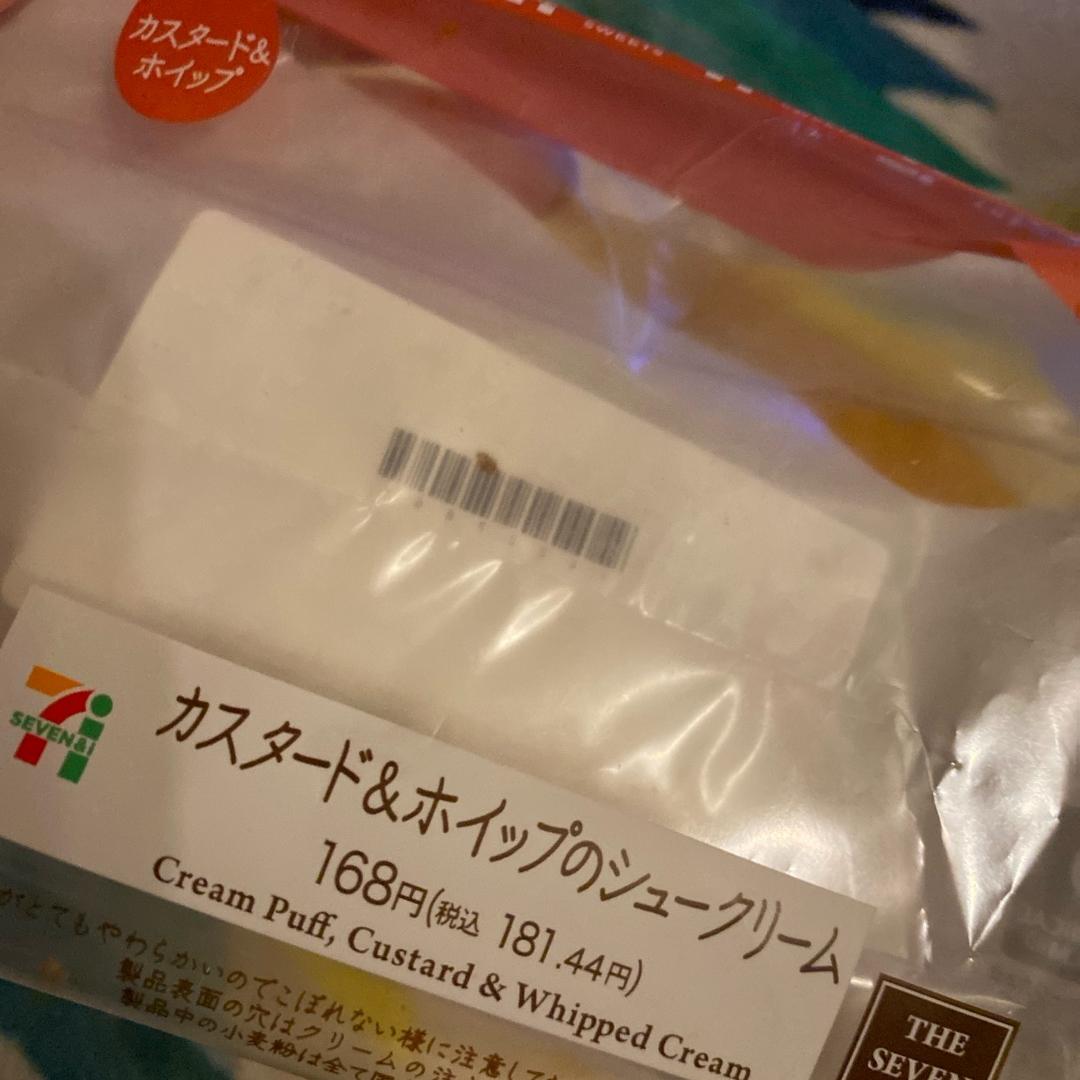 カスタード&
ホイップ
SWEETS
SEVEN&i
カスタード&ホイップのシュークリーム
168円(税込 181.44円)
Cream Puff, Custard & Whipped Cream
がとてもやわらかいのでこぼれない様に注意して
製品表面の穴はクリームの注
製品中の小麦粉は全て国
THE
SEVEN